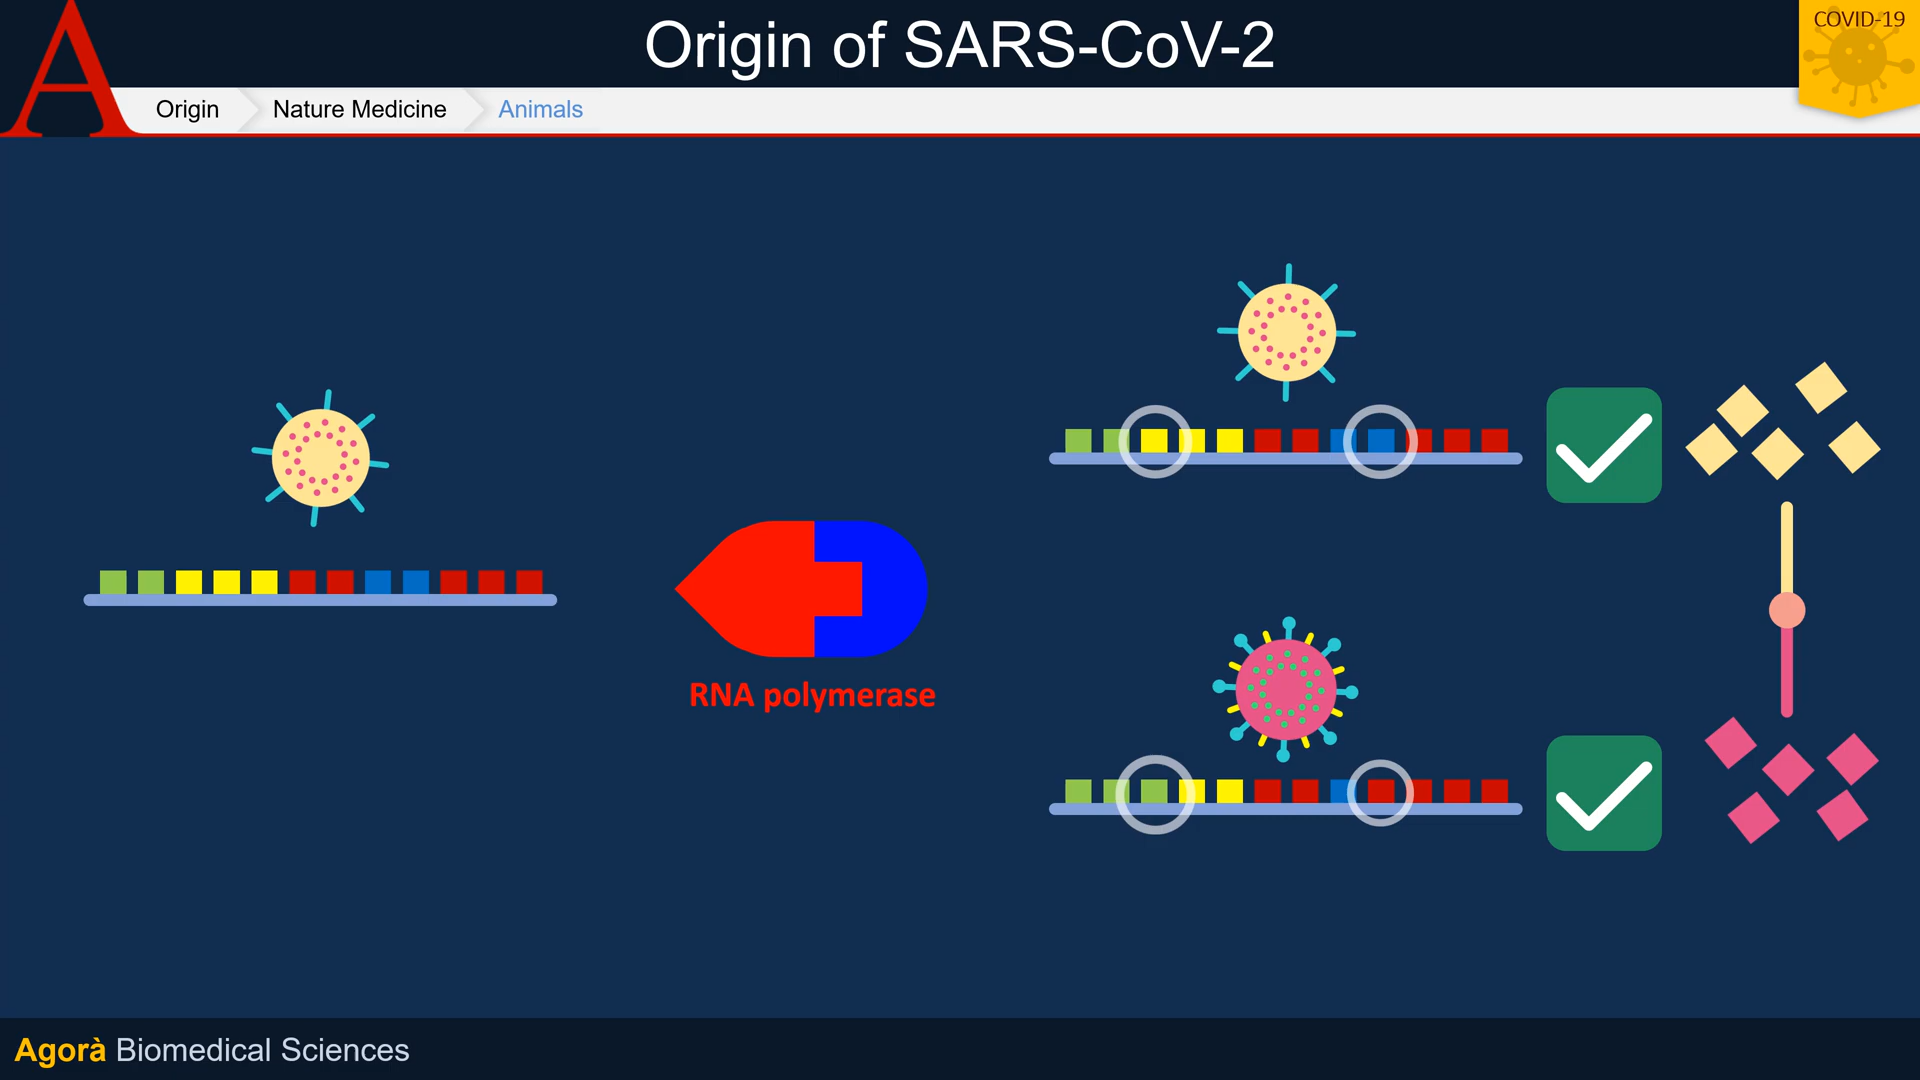 Origin of SARS-CoV-2
COVID-19
A
Origin
Nature Medicine
Animals
RNA polymerase
Agorà Biomedical Sciences